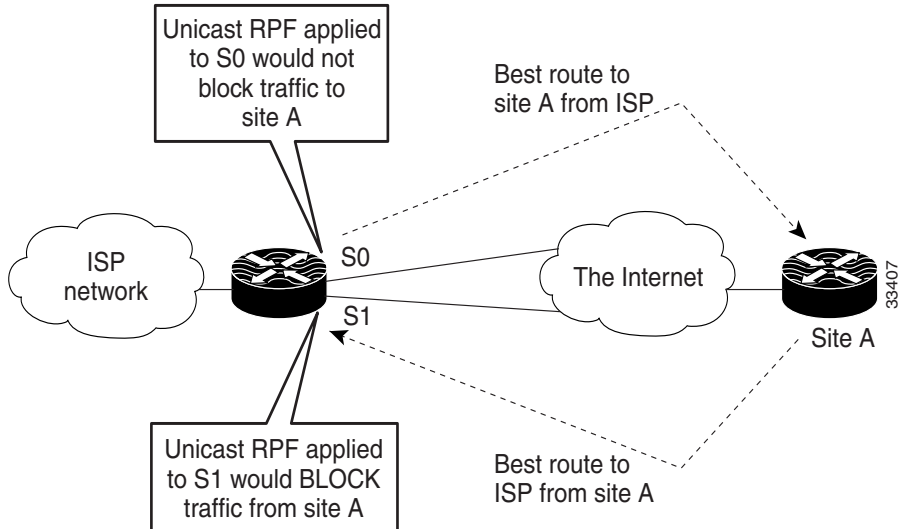 Unicast RPF applied
to S0 would not
block traffic to
site A
Best route to
site A from ISP
ISP
network
S0
S1
The Internet
Site A
33407
Unicast RPF applied
to S1 would BLOCK
traffic from site A
Best route to
ISP from site A